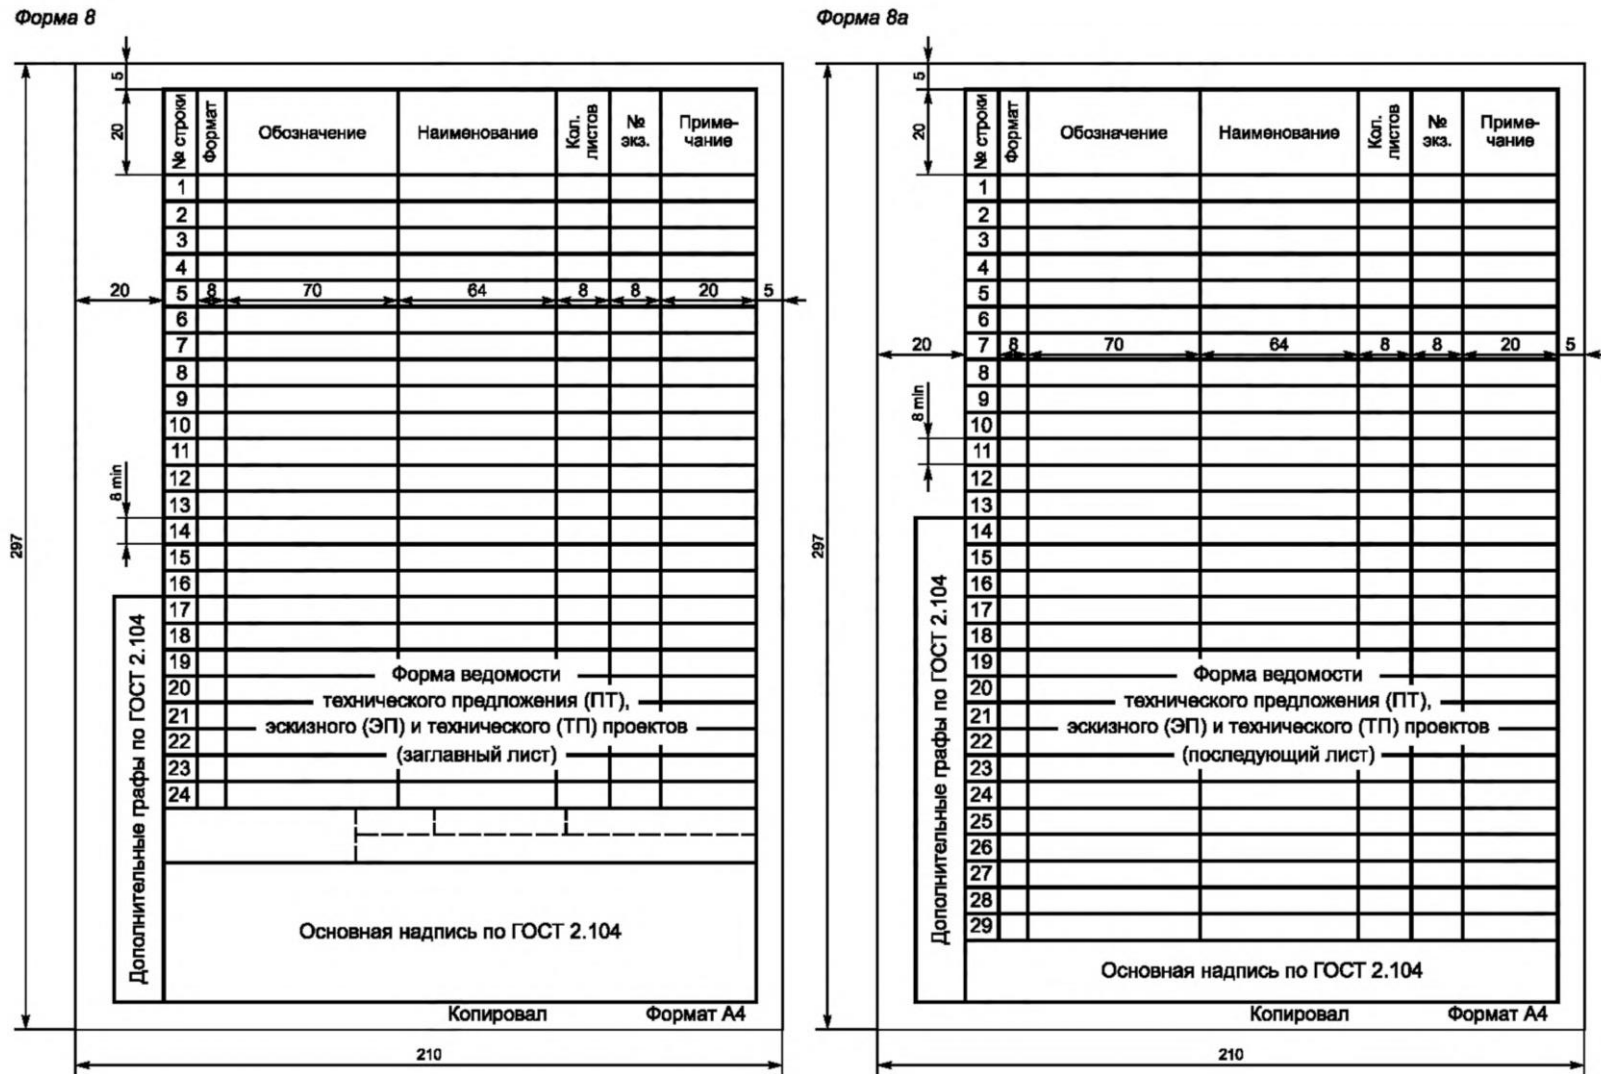 Форма 8
5
20
№ строки
Формат
Обозначение
Наименование
Кол.
листов
№
экз.
Приме-
чание
1
2
3
4
20 5 8 70 64 8 8 20 5
6
7
8
9
10
11
12
13
8 min
14
15
16
17
18
19
Форма ведомости
20
технического предложения (ПТ),
21
эскизного (ЭП) и технического (ТП) проектов
22
(заглавный лист)
23
24
Дополнительные графы по ГОСТ 2.104
Основная надпись по ГОСТ 2.104
Копировал Формат А4
297
210
Форма 8а
5
20
№ строки
Формат
Обозначение
Наименование
Кол.
листов
№
экз.
Приме-
чание
1
2
3
4
5
6
20 7 8 70 64 8 8 20 5
8
9
10
8 min
11
12
13
14
15
16
17
18
19
Форма ведомости
20
технического предложения (ПТ),
21
эскизного (ЭП) и технического (ТП) проектов
22
(последующий лист)
23
24
25
26
27
28
29
Дополнительные графы по ГОСТ 2.104
Основная надпись по ГОСТ 2.104
Копировал Формат А4
297
210